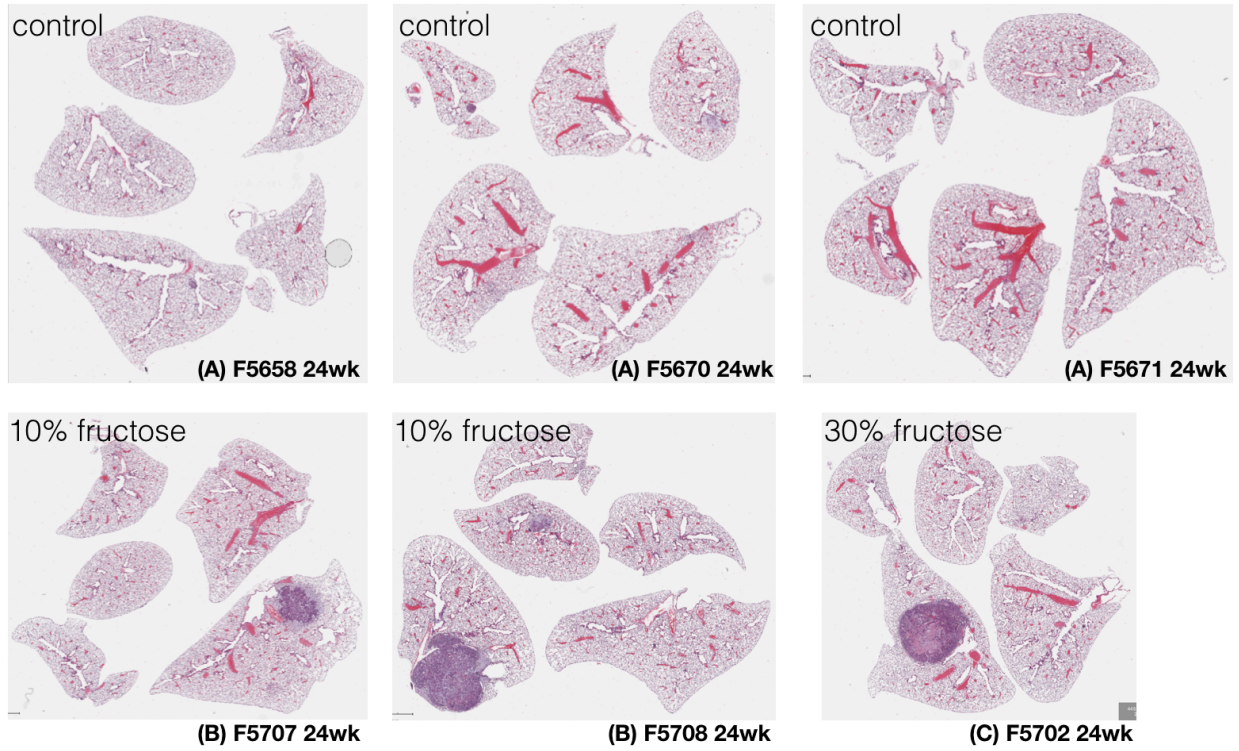 control
control
control
(A) F5658 24wk
(A) F5670 24wk
(A) F5671 24wk
10% fructose
10% fructose
30% fructose
(B) F5707 24wk
(B) F5708 24wk
(C) F5702 24wk